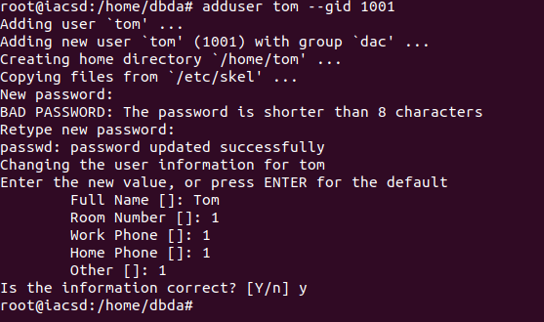 root@iacsd:/home/dbda# adduser tom --gid 1001
Adding user `tom' ...
Adding new user `tom' (1001) with group `dac' ...
Creating home directory `/home/tom' ...
Copying files from `/etc/skel' ...
New password:
BAD PASSWORD: The password is shorter than 8 characters
Retype new password:
passwd: password updated successfully
Changing the user information for tom
Enter the new value, or press ENTER for the default
        Full Name []: Tom
        Room Number []: 1
        Work Phone []: 1
        Home Phone []: 1
        Other []: 1
Is the information correct? [Y/n] y
root@iacsd:/home/dbda#